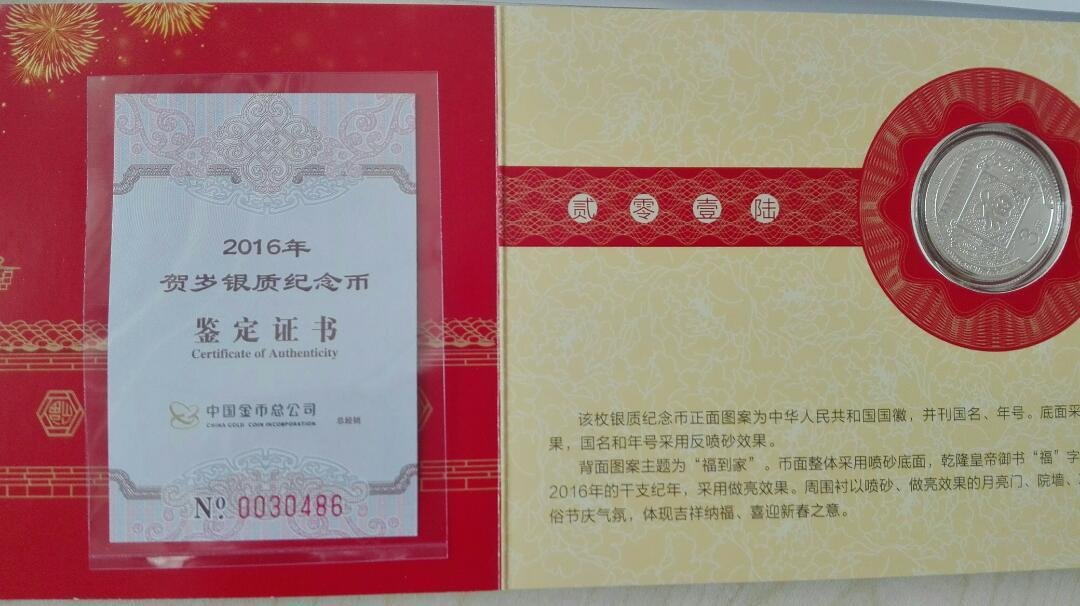 2016年
贺岁银质纪念币
鉴定证书
Certificate of Authenticity
中国金币总公司
CHINA GOLD COIN INCORPORATION
总经销
Nº 0030486
贰零壹陆
该枚银质纪念币正面图案为中华人民共和国国徽，并刊国名、年号。底面采
果，国名和年号采用反喷砂效果。
背面图案主题为“福到家”。币面整体采用喷砂底面，乾隆皇帝御书“福”字
2016年的干支纪年，采用做亮效果。周围衬以喷砂、做亮效果的月亮门、院墙、
俗节庆气氛，体现吉祥纳福、喜迎新春之意。